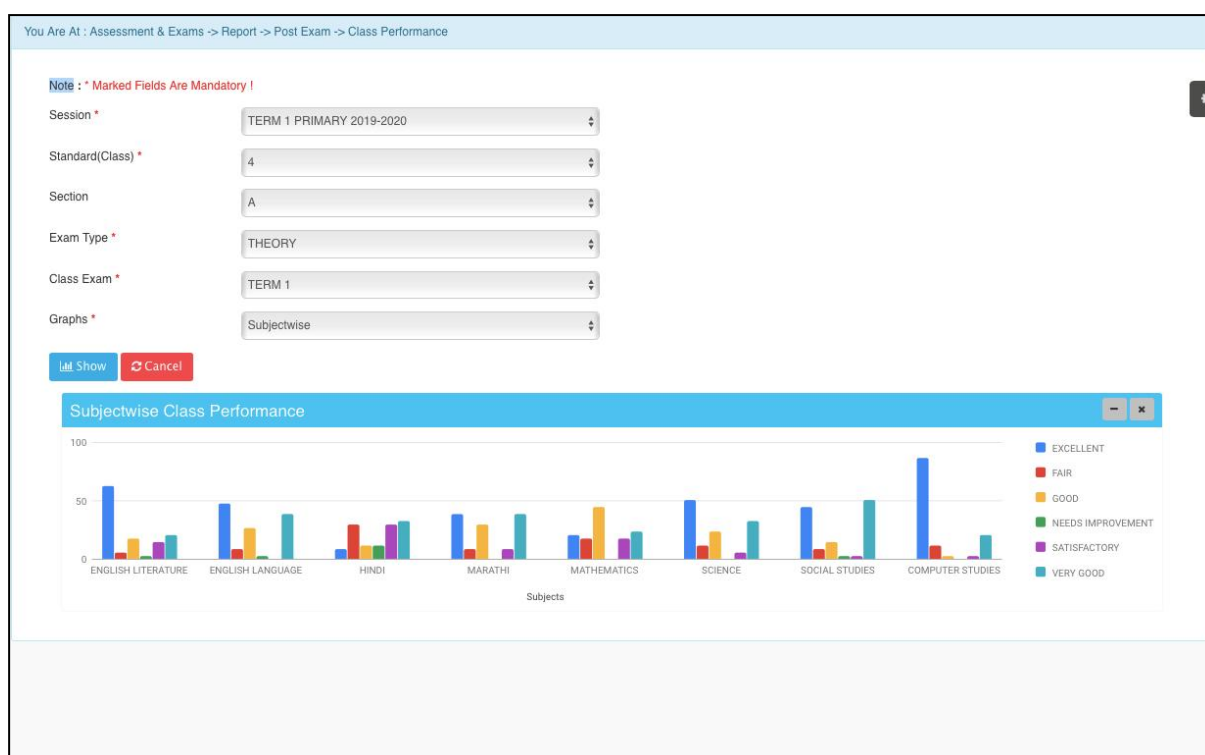 You Are At : Assessment & Exams -> Report -> Post Exam -> Class Performance
Note : * Marked Fields Are Mandatory !
Session * TERM 1 PRIMARY 2019-2020
Standard(Class) * 4
Section A
Exam Type * THEORY
Class Exam * TERM 1
Graphs * Subjectwise
Show Cancel
Subjectwise Class Performance
100
50
0
ENGLISH LITERATURE ENGLISH LANGUAGE HINDI MARATHI MATHEMATICS SCIENCE SOCIAL STUDIES COMPUTER STUDIES
Subjects
EXCELLENT
FAIR
GOOD
NEEDS IMPROVEMENT
SATISFACTORY
VERY GOOD